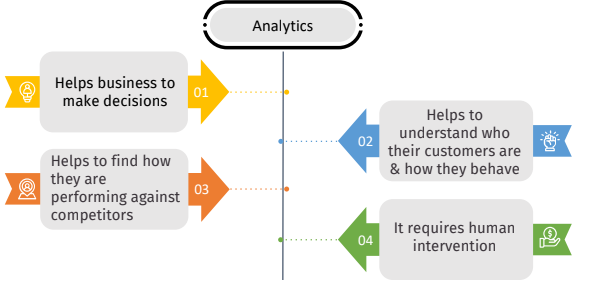 Analytics
Helps business to
make decisions
01
Helps to
understand who
their customers are
& how they behave
02
Helps to find how
they are
performing against
competitors
03
It requires human
intervention
04